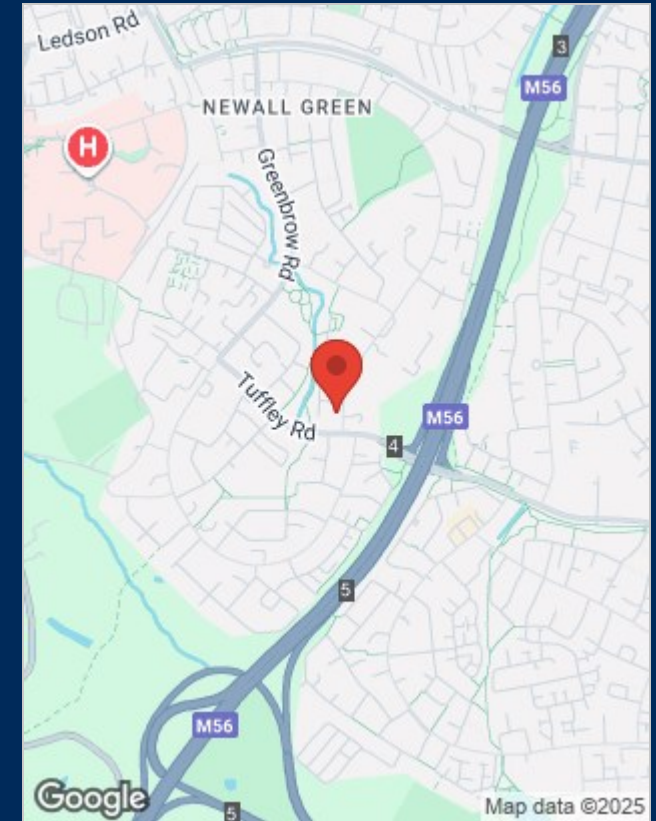 Ledson Rd
3
M56
NEWALL GREEN
H
Greenbrow Rd
Tuffley Rd
M56
4
5
M56
5
Google
Map data ©2025